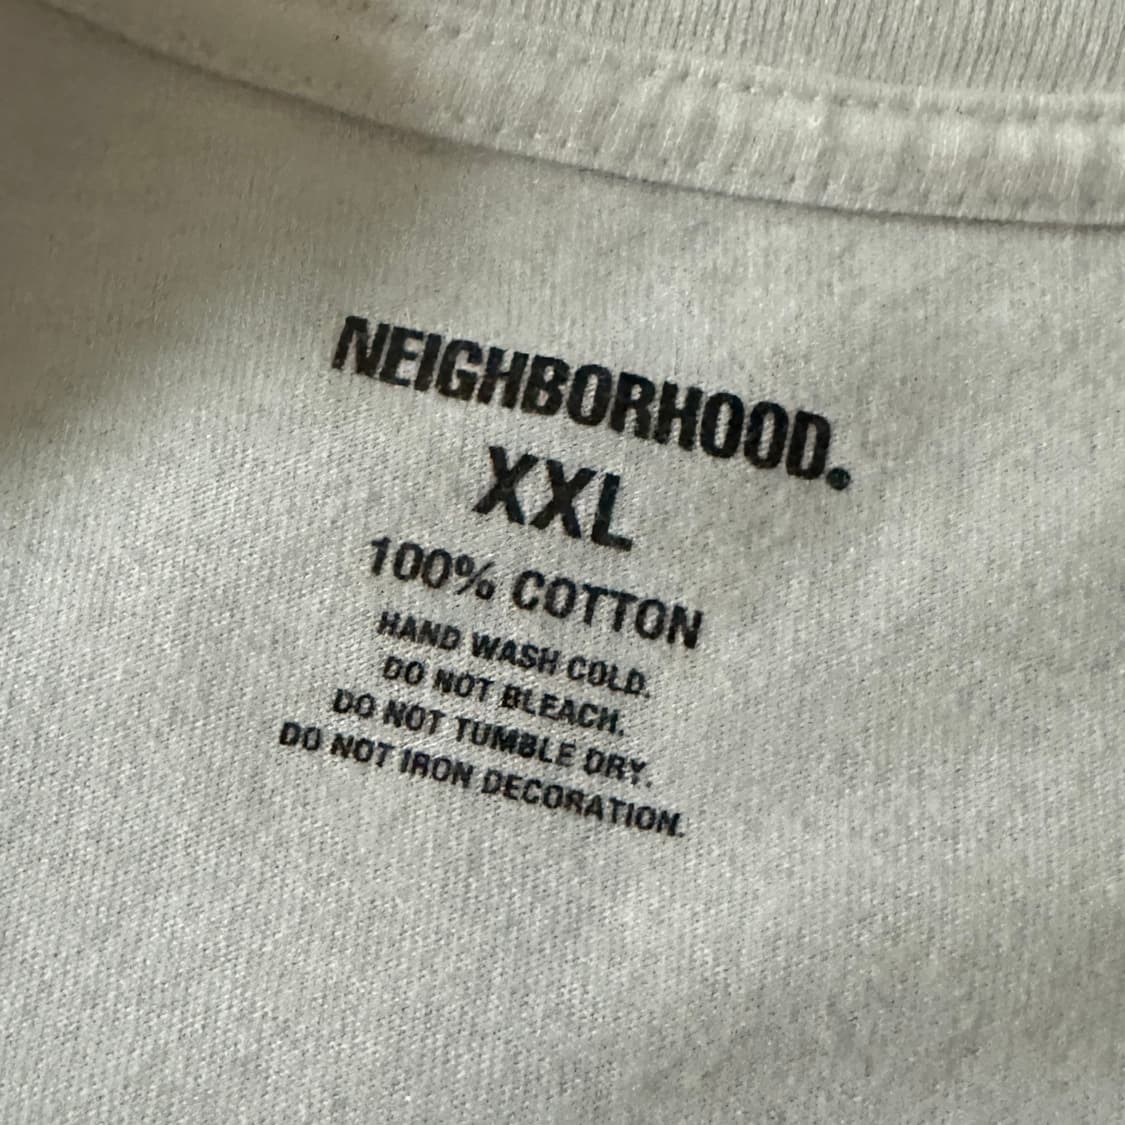 NEIGHBORHOOD®
XXL
100% COTTON
HAND WASH COLD.
DO NOT BLEACH.
DO NOT TUMBLE DRY.
DO NOT IRON DECORATION.